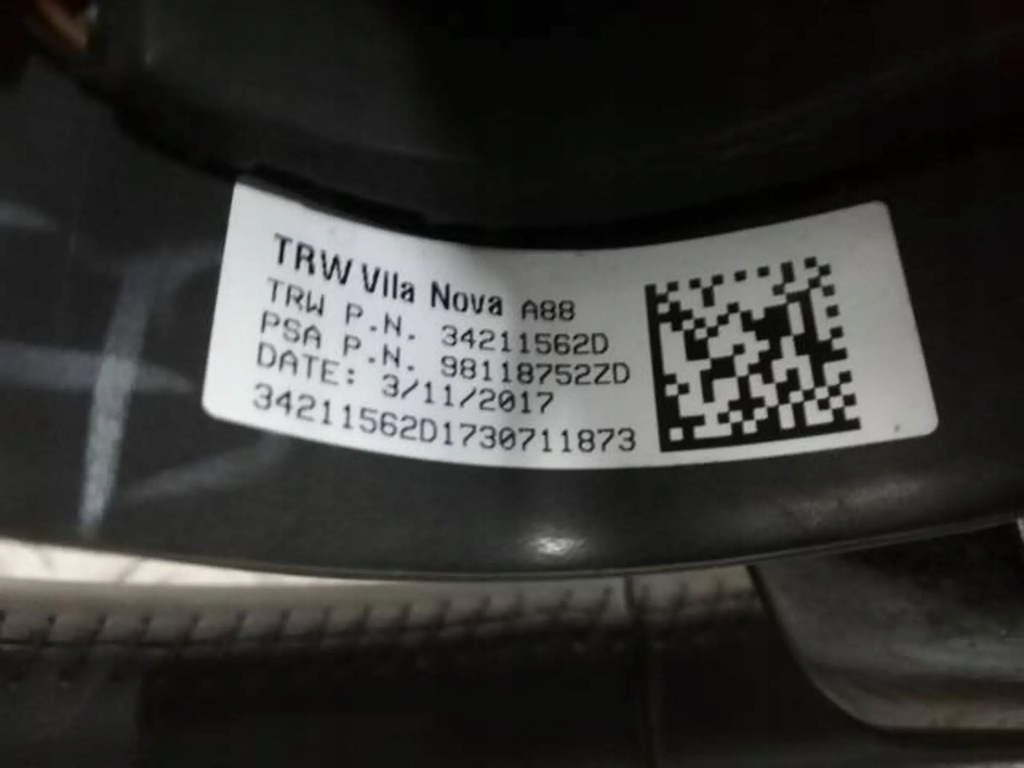 TRW Vila Nova A88
TRW P.N. 34211562D
PSA P.N. 98118752ZD
DATE: 3/11/2017
34211562D1730711873